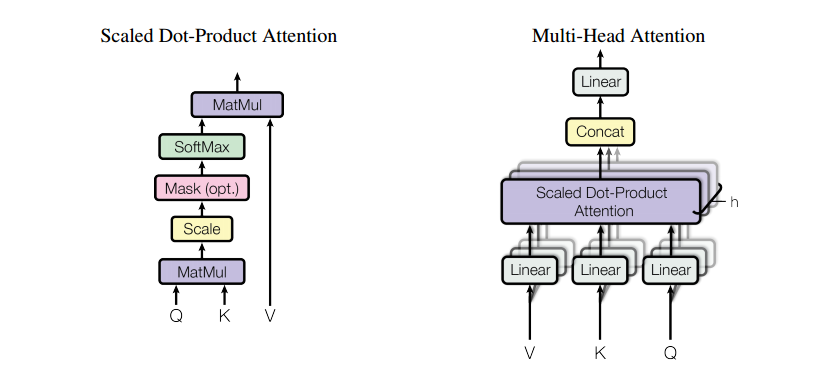 Scaled Dot-Product Attention
MatMul
SoftMax
Mask (opt.)
Scale
MatMul
Q K V
Multi-Head Attention
Linear
Concat
Scaled Dot-Product
Attention
h
Linear Linear Linear
V K Q